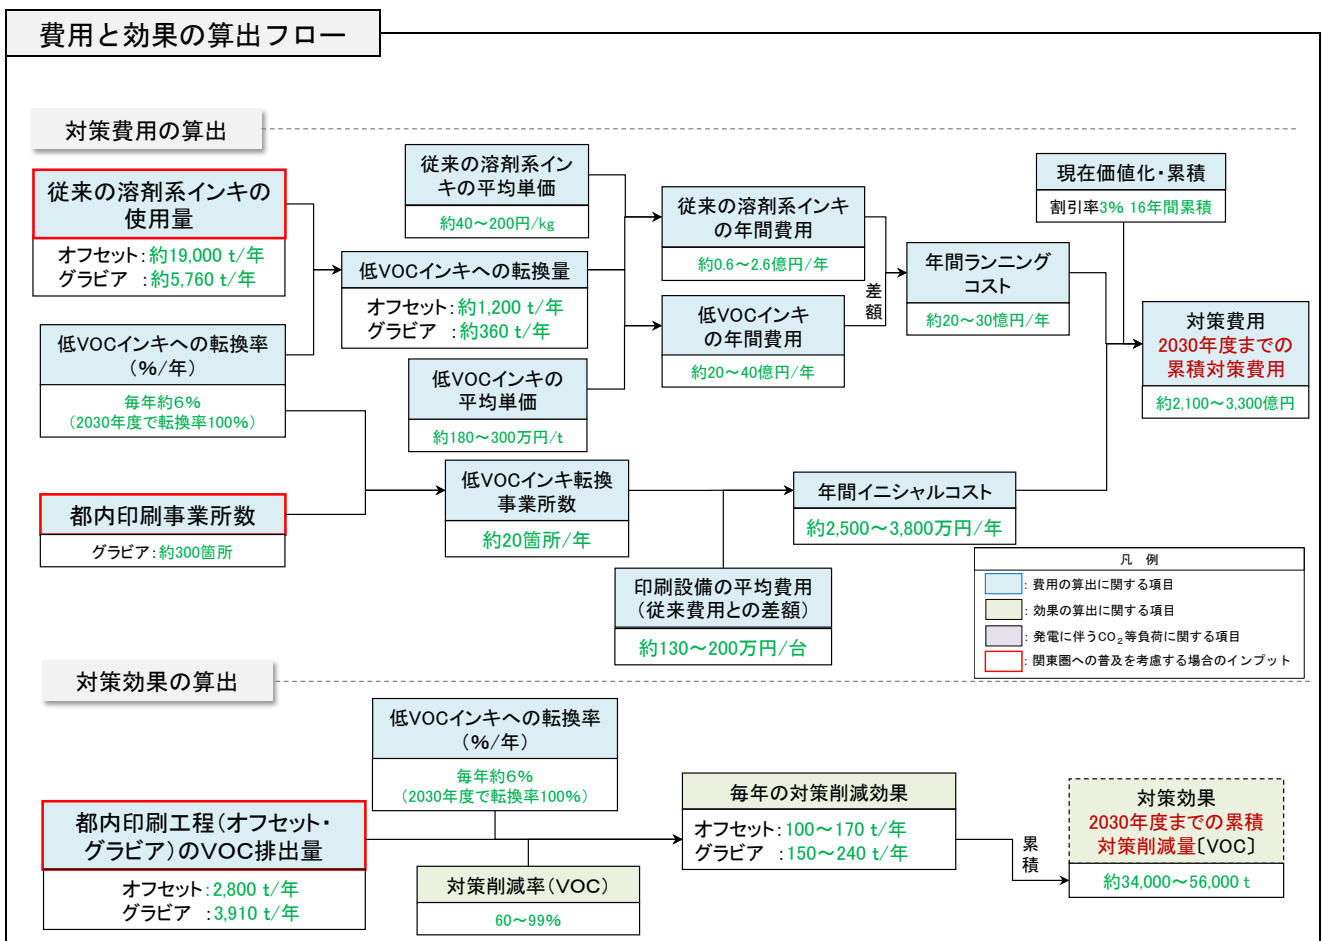 費用と効果の算出フロー
対策費用の算出
従来の溶剤系インキの
使用量
オフセット：約19,000 t/年
グラビア ：約5,760 t/年
低VOCインキへの転換率
（％/年）
毎年約6％
（2030年度で転換率100％）
都内印刷事業所数
グラビア：約300箇所
従来の溶剤系イン
キの平均単価
約40～200円/kg
低VOCインキへの転換量
オフセット：約1,200 t/年
グラビア ：約360 t/年
低VOCインキの
平均単価
約180～300万円/t
低VOCインキ転換
事業所数
約20箇所/年
従来の溶剤系インキ
の年間費用
約0.6～2.6億円/年
低VOCインキ
の年間費用
約20～40億円/年
差
額
年間ランニング
コスト
約20～30億円/年
現在価値化・累積
割引率3％ 16年間累積
対策費用
2030年度までの
累積対策費用
約2,100～3,300億円
年間イニシャルコスト
約2,500～3,800万円/年
印刷設備の平均費用
（従来費用との差額）
約130～200万円/台
凡 例
：費用の算出に関する項目
：効果の算出に関する項目
：発電に伴うCO₂等負荷に関する項目
：関東圏への普及を考慮する場合のインプット
対策効果の算出
低VOCインキへの転換率
（％/年）
毎年約6％
（2030年度で転換率100％）
都内印刷工程（オフセット・
グラビア）のVOC排出量
オフセット：2,800 t/年
グラビア ：3,910 t/年
対策削減率（VOC）
60～99％
毎年の対策削減効果
オフセット：100～170 t/年
グラビア ：150～240 t/年
累
積
対策効果
2030年度までの累積
対策削減量〔VOC〕
約34,000～56,000 t